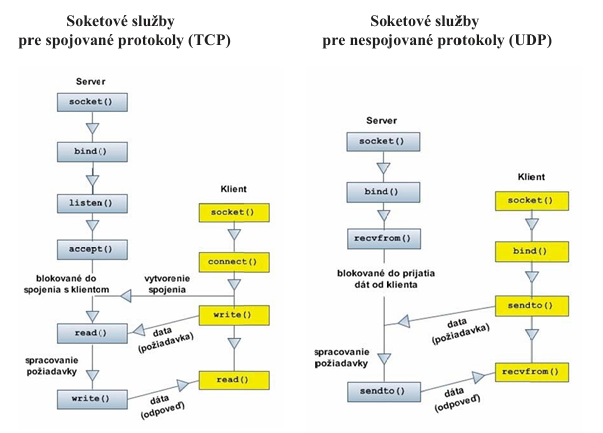 Soketové služby
pre spojované protokoly (TCP)
Server
socket()
bind()
listen()
accept()
blokované do
spojenia s klientom
read()
spracovanie
požiadavky
write()
Klient
socket()
connect()
vytvorenie
spojenia
write()
data
(požiadavka)
read()
dáta
(odpoveď)
Soketové služby
pre nespojované protokoly (UDP)
Server
socket()
bind()
recvfrom()
blokované do prijatia
dát od klienta
spracovanie
požiadavky
sendto()
Klient
socket()
bind()
sendto()
data
(požiadavka)
recvfrom()
dáta
(odpoveď)